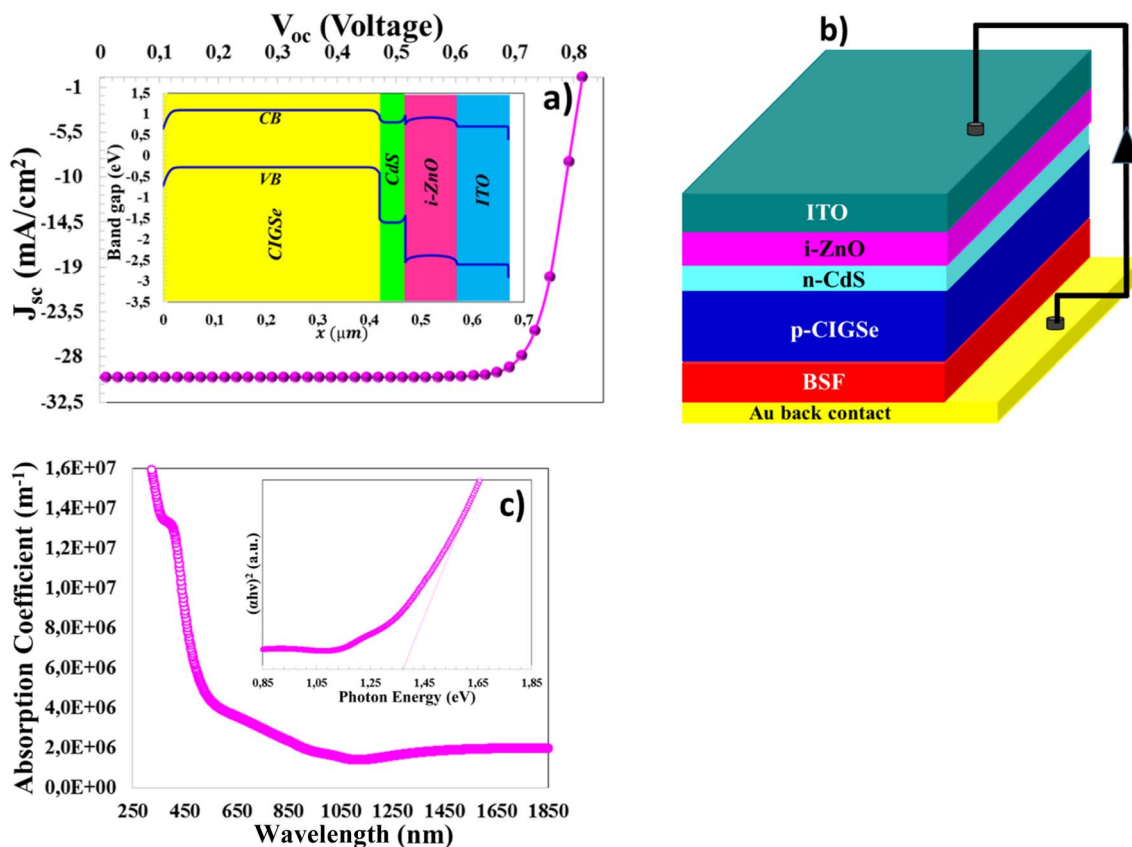 V_oc (Voltage)
0 0,1 0,2 0,3 0,4 0,5 0,6 0,7 0,8
J_sc (mA/cm2)
-1
-5,5
-10
-14,5
-19
-23,5
-28
-32,5
a)
Band gap (eV)
1,5
1
0,5
0
-0,5
-1
-1,5
-2
-2,5
-3
-3,5
CB
VB
CIGSe
CdS
i-ZnO
ITO
0 0,1 0,2 0,3 0,4 0,5 0,6 0,7
x (μm)
b)
ITO
i-ZnO
n-CdS
p-CIGSe
BSF
Au back contact
Absorption Coefficient (m⁻¹)
1,6E+07
1,4E+07
1,2E+07
1,0E+07
8,0E+06
6,0E+06
4,0E+06
2,0E+06
0,0E+00
c)
(αhν)² (a.u.)
0,85 1,05 1,25 1,45 1,65 1,85
Photon Energy (eV)
250 450 650 850 1050 1250 1450 1650 1850
Wavelength (nm)